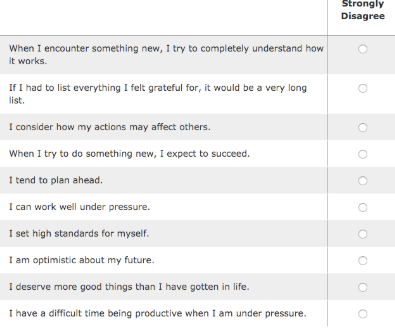 Strongly
Disagree
When I encounter something new, I try to completely understand how
it works.
If I had to list everything I felt grateful for, it would be a very long
list.
I consider how my actions may affect others.
When I try to do something new, I expect to succeed.
I tend to plan ahead.
I can work well under pressure.
I set high standards for myself.
I am optimistic about my future.
I deserve more good things than I have gotten in life.
I have a difficult time being productive when I am under pressure.